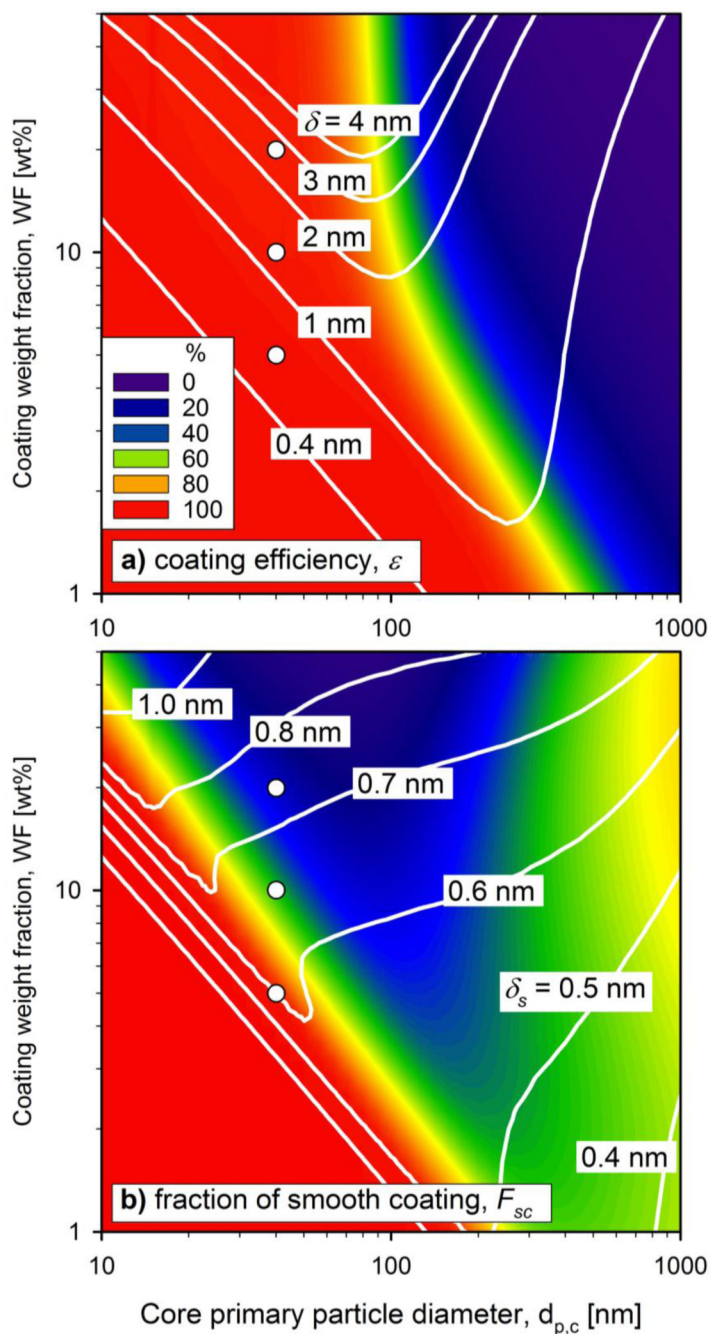 Coating weight fraction, WF [wt%]
10
1
δ = 4 nm
3 nm
2 nm
1 nm
0.4 nm
%
0
20
40
60
80
100
a) coating efficiency, ε
10
100
1000
Coating weight fraction, WF [wt%]
10
1
1.0 nm
0.8 nm
0.7 nm
0.6 nm
δs = 0.5 nm
0.4 nm
b) fraction of smooth coating, Fsc
10
100
1000
Core primary particle diameter, dp,c [nm]